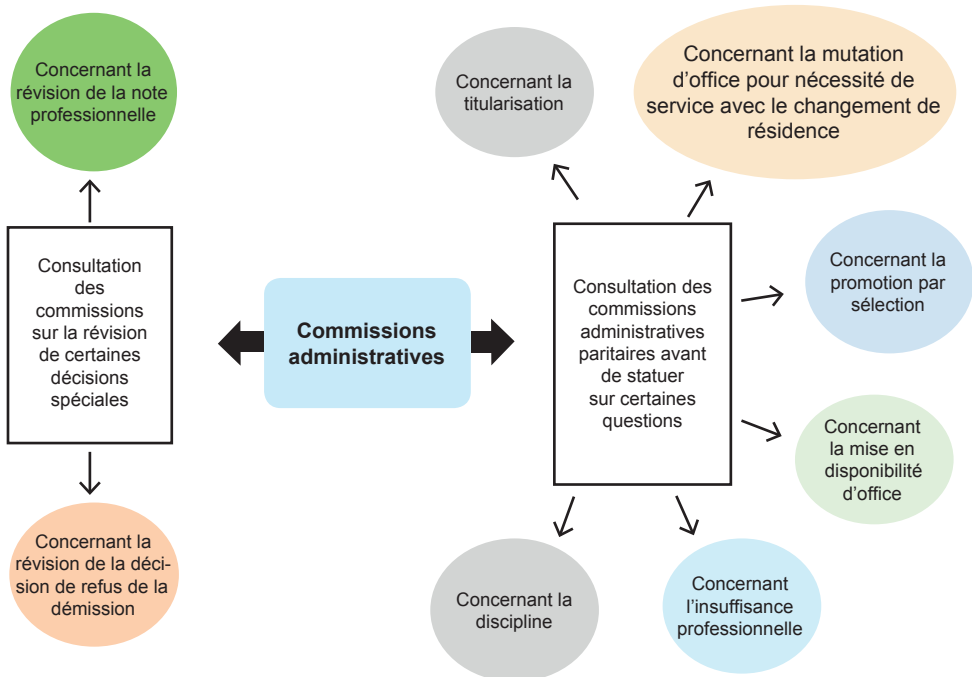 Concernant la
révision de la note
professionnelle
Consultation
des
commissions
sur la révision
de certaines
décisions
spéciales
Concernant la
révision de la déci-
sion de refus de la
démission
Commissions
administratives
Concernant la
titularisation
Concernant la mutation
d’office pour nécessité de
service avec le changement de
résidence
Consultation des
commissions
administratives
paritaires avant
de statuer
sur certaines
questions
Concernant la
promotion par
sélection
Concernant
la mise en
disponibilité
d’office
Concernant la
discipline
Concernant
l’insuffisance
professionnelle